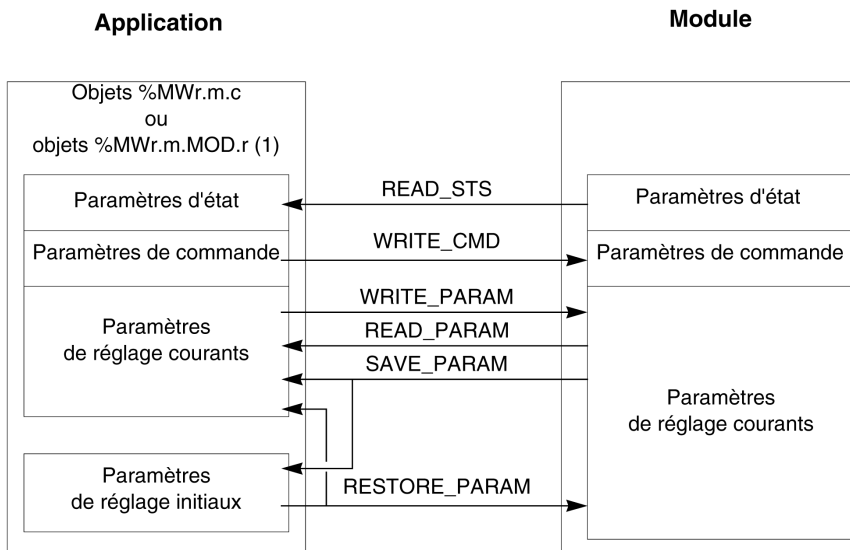 Application
Module
Objets %MWr.m.c
ou
objets %MWr.m.MOD.r (1)
Paramètres d'état
READ_STS
Paramètres d'état
Paramètres de commande
WRITE_CMD
Paramètres de commande
WRITE_PARAM
Paramètres
de réglage courants
READ_PARAM
SAVE_PARAM
Paramètres
de réglage courants
Paramètres
de réglage initiaux
RESTORE_PARAM